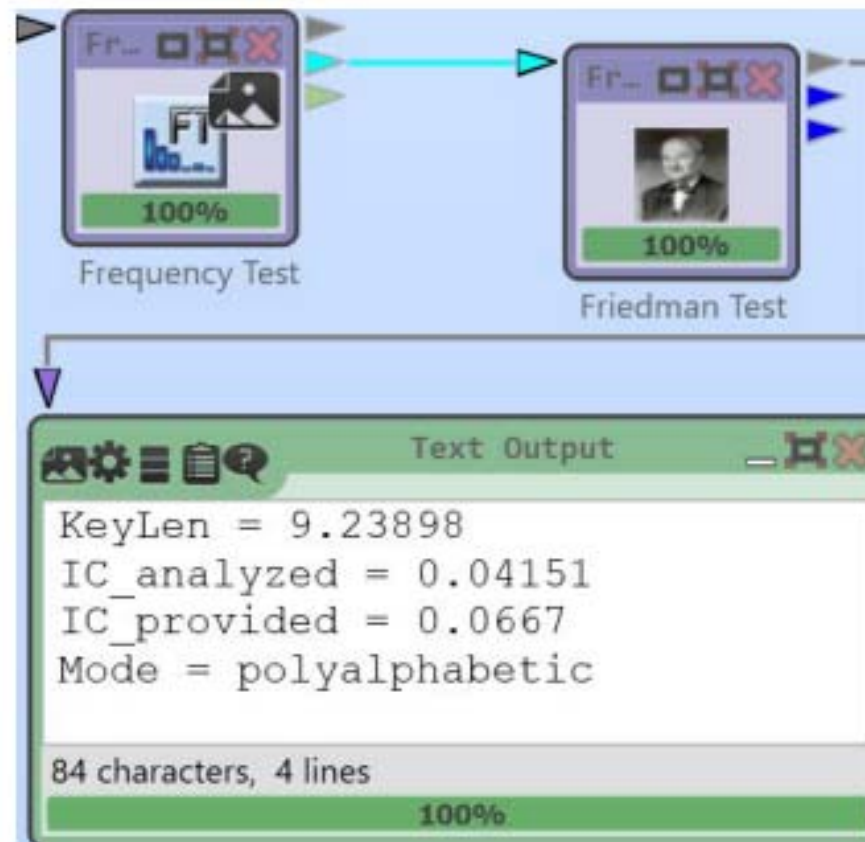 Fr…
FT
100%
Frequency Test
Fr…
100%
Friedman Test
Text Output
KeyLen = 9.23898
IC_analyzed = 0.04151
IC_provided = 0.0667
Mode = polyalphabetic
84 characters, 4 lines
100%